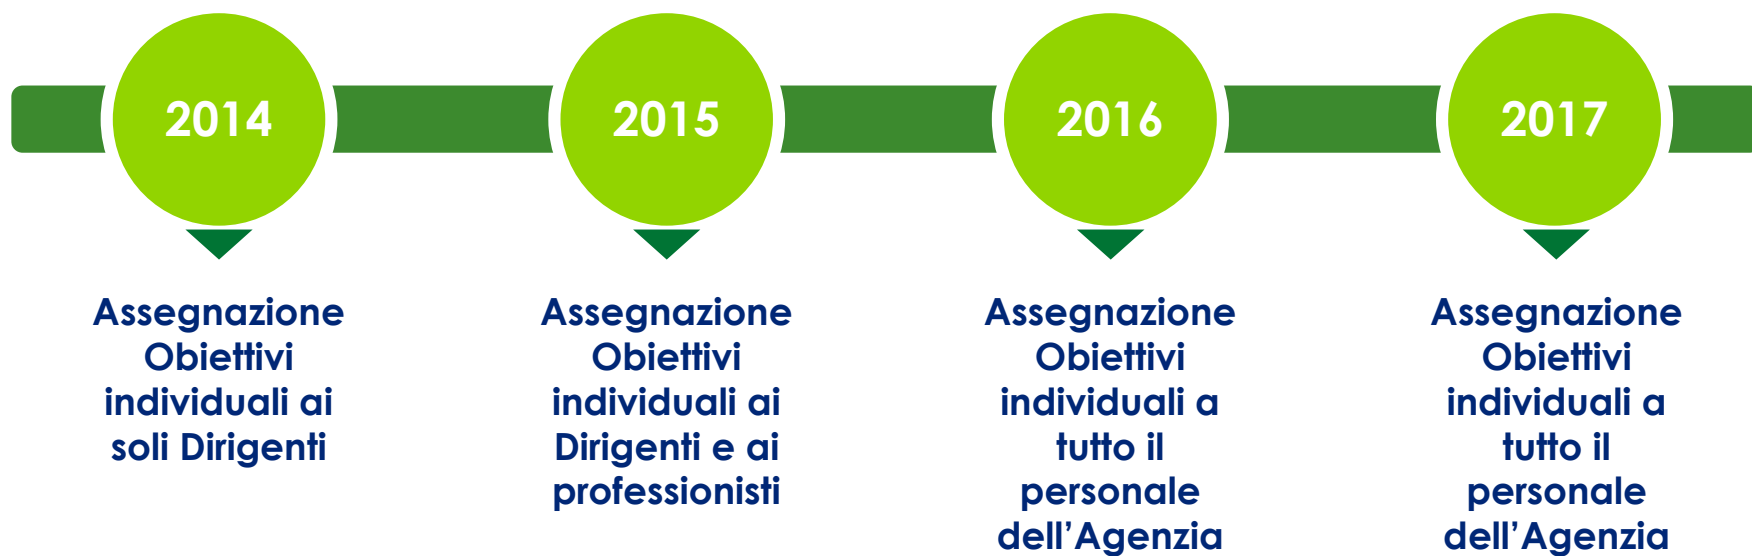 2014
Assegnazione
Obiettivi
individuali ai
soli Dirigenti
2015
Assegnazione
Obiettivi
individuali ai
Dirigenti e ai
professionisti
2016
Assegnazione
Obiettivi
individuali a
tutto il
personale
dell’Agenzia
2017
Assegnazione
Obiettivi
individuali a
tutto il
personale
dell’Agenzia